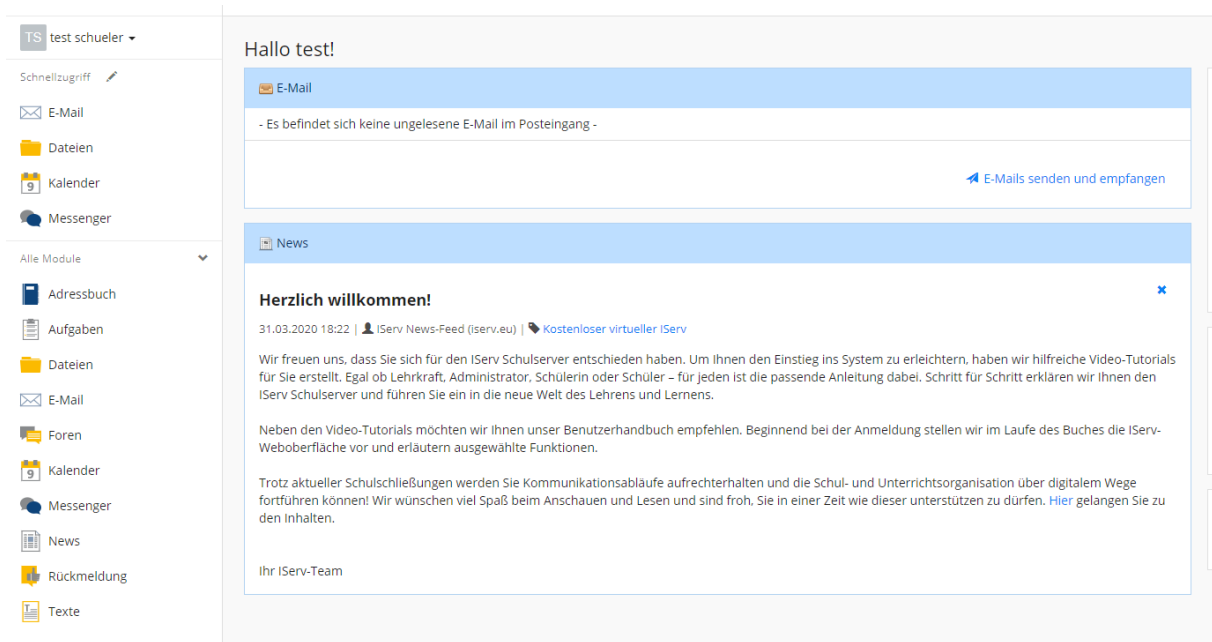 TS test schueler
Schnellzugriff
E-Mail
Dateien
9 Kalender
Messenger
Alle Module
Adressbuch
Aufgaben
Dateien
E-Mail
Foren
9 Kalender
Messenger
News
Rückmeldung
Texte
Hallo test!
E-Mail
- Es befindet sich keine ungelesene E-Mail im Posteingang -
E-Mails senden und empfangen
News
Herzlich willkommen!
31.03.2020 18:22 | IServ News-Feed (iserv.eu) | Kostenloser virtueller IServ
Wir freuen uns, dass Sie sich für den IServ Schulserver entschieden haben. Um Ihnen den Einstieg ins System zu erleichtern, haben wir hilfreiche Video-Tutorials
für Sie erstellt. Egal ob Lehrkraft, Administrator, Schülerin oder Schüler – für jeden ist die passende Anleitung dabei. Schritt für Schritt erklären wir Ihnen den
IServ Schulserver und führen Sie ein in die neue Welt des Lehrens und Lernens.
Neben den Video-Tutorials möchten wir Ihnen unser Benutzerhandbuch empfehlen. Beginnend bei der Anmeldung stellen wir im Laufe des Buches die IServ-
Weboberfläche vor und erläutern ausgewählte Funktionen.
Trotz aktueller Schulschließungen werden Sie Kommunikationsabläufe aufrechterhalten und die Schul- und Unterrichtsorganisation über digitalem Wege
fortführen können! Wir wünschen viel Spaß beim Anschauen und Lesen und sind froh, Sie in einer Zeit wie dieser unterstützen zu dürfen. Hier gelangen Sie zu
den Inhalten.
Ihr IServ-Team